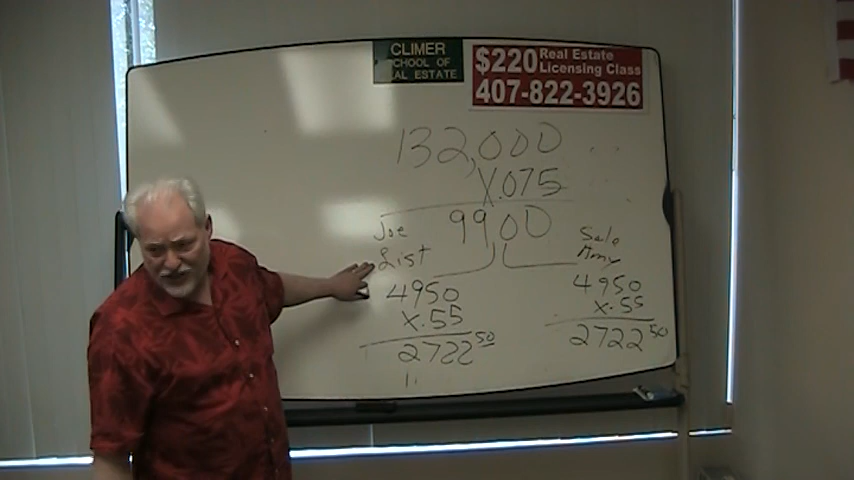 CLIMER
SCHOOL OF
REAL ESTATE
$220 Real Estate
Licensing Class
407-822-3926
132,000
X.075
9900
Joe
List
4950
X.55
2722 50
Sale
Amy
4950
X.55
2722 50